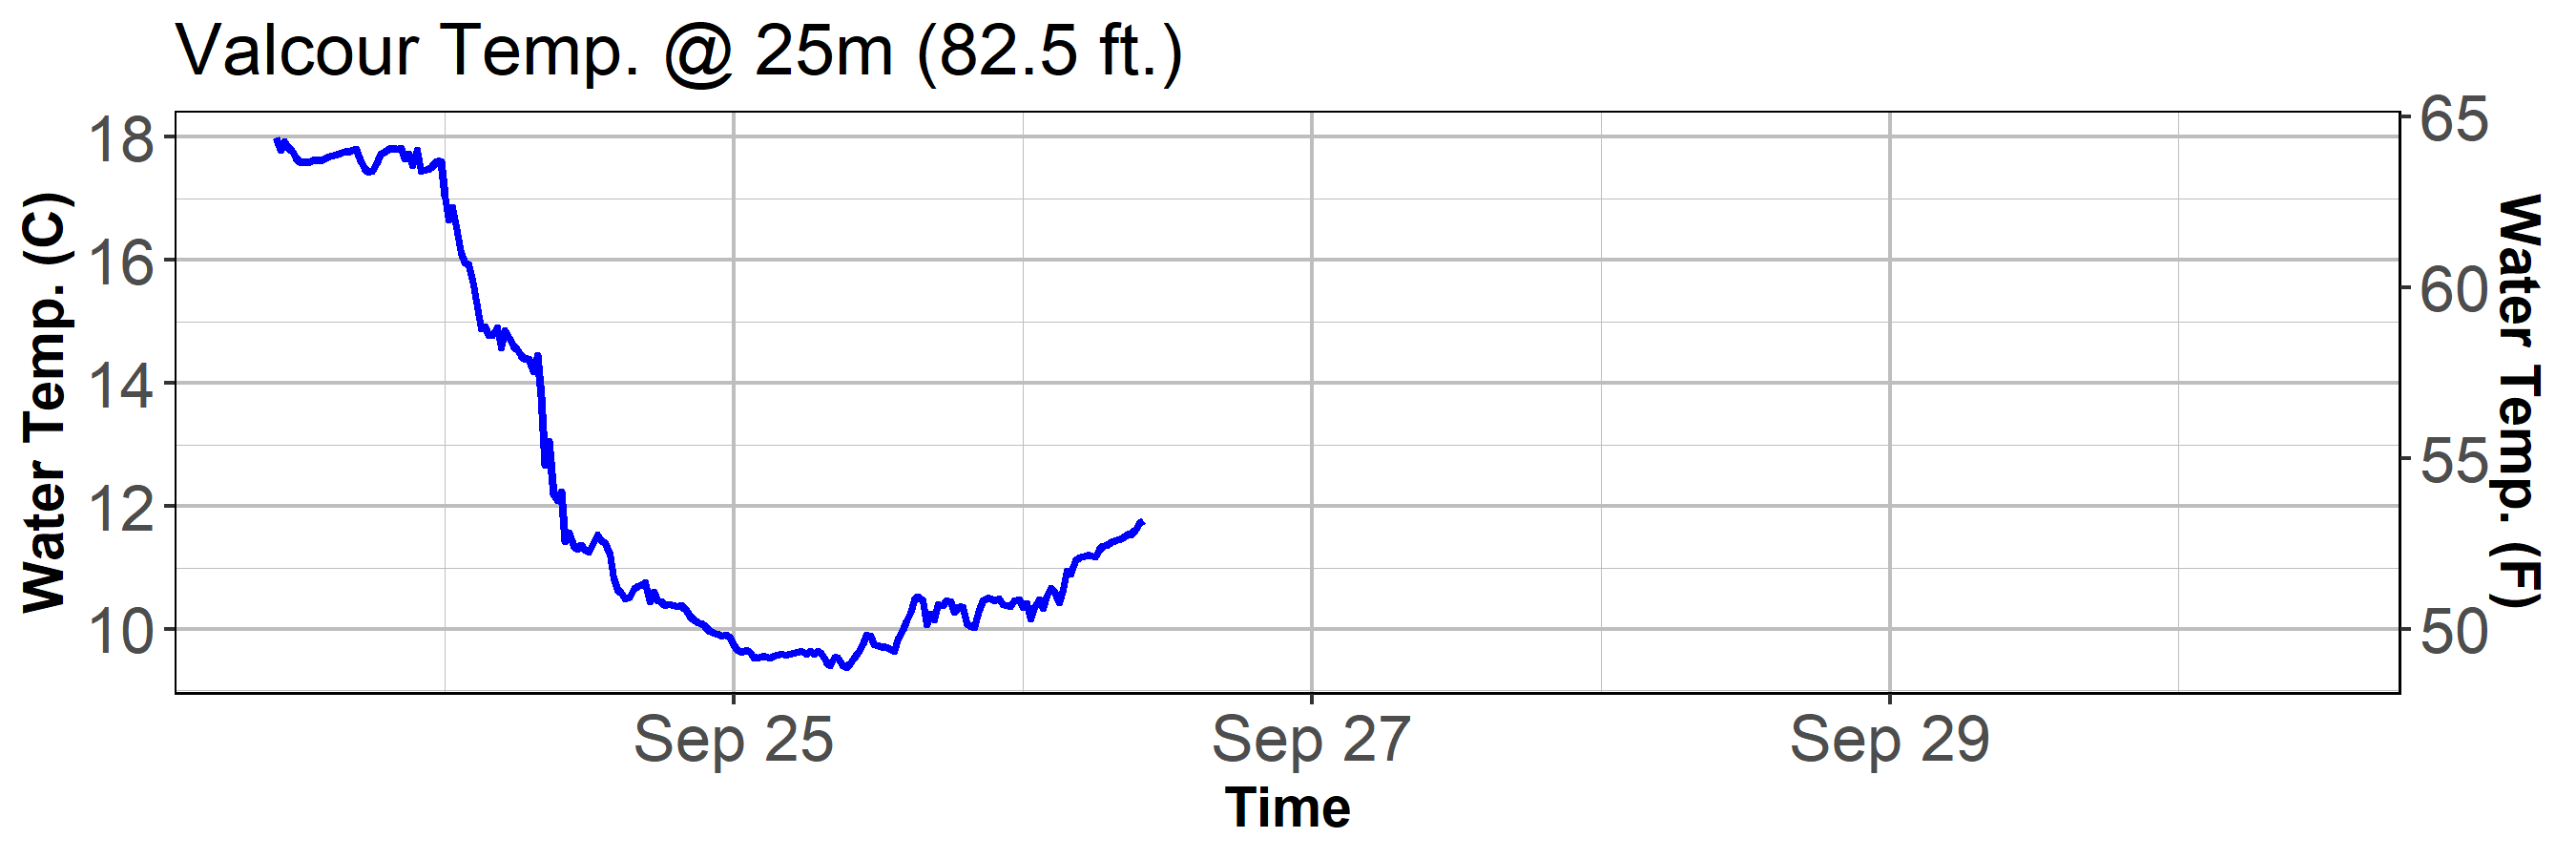 Valcour Temp. @ 25m (82.5 ft.)
Water Temp. (C)
18
16
14
12
10
65
60
55
50
Water Temp. (F)
Sep 25 Sep 27 Sep 29
Time